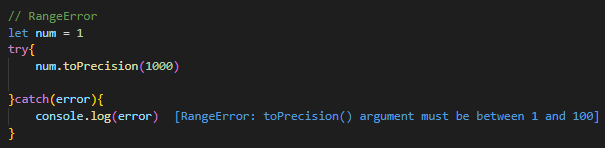 // RangeError
let num = 1
try{
    num.toPrecision(1000)
}catch(error){
    console.log(error)  [RangeError: toPrecision() argument must be between 1 and 100]
}